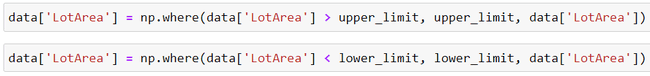 data['LotArea'] = np.where(data['LotArea'] > upper_limit, upper_limit, data['LotArea'])
data['LotArea'] = np.where(data['LotArea'] < lower_limit, lower_limit, data['LotArea'])